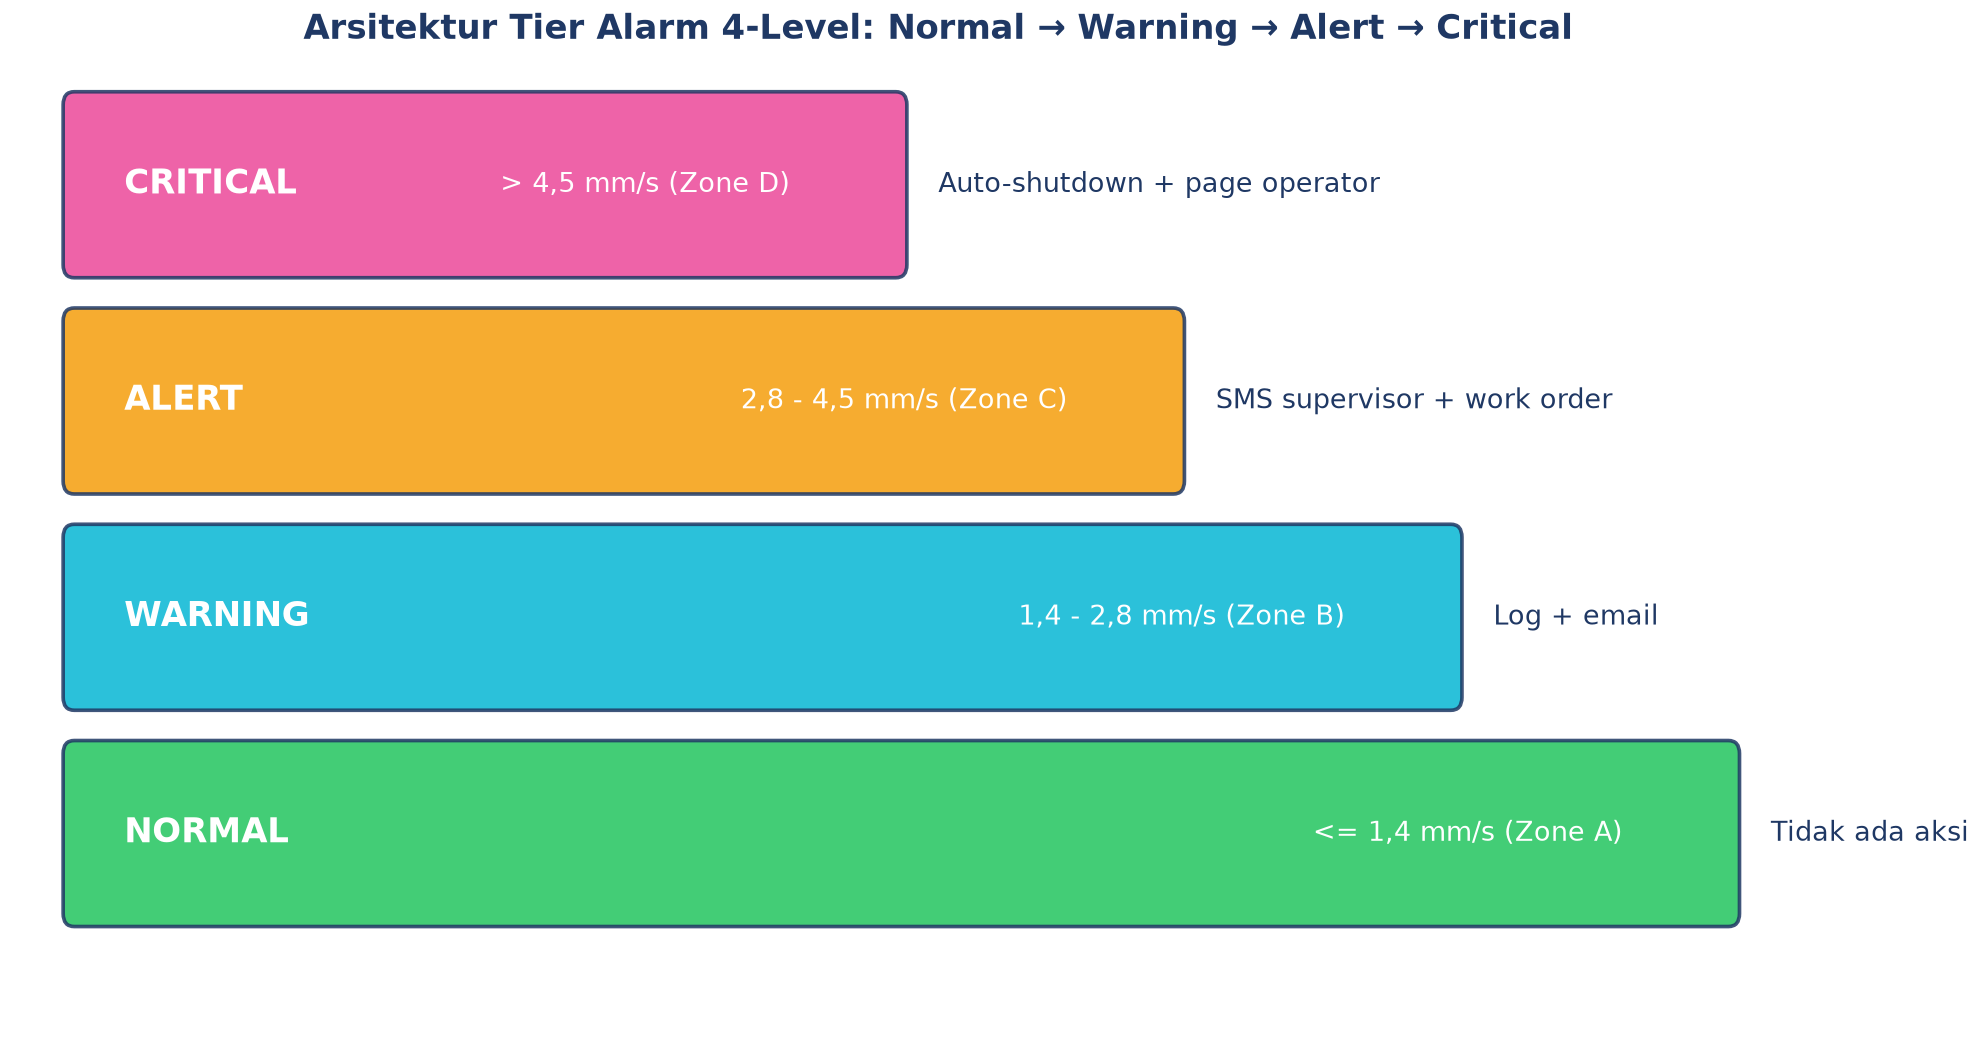 Arsitektur Tier Alarm 4-Level: Normal → Warning → Alert → Critical
CRITICAL > 4,5 mm/s (Zone D) Auto-shutdown + page operator
ALERT 2,8 - 4,5 mm/s (Zone C) SMS supervisor + work order
WARNING 1,4 - 2,8 mm/s (Zone B) Log + email
NORMAL <= 1,4 mm/s (Zone A) Tidak ada aksi